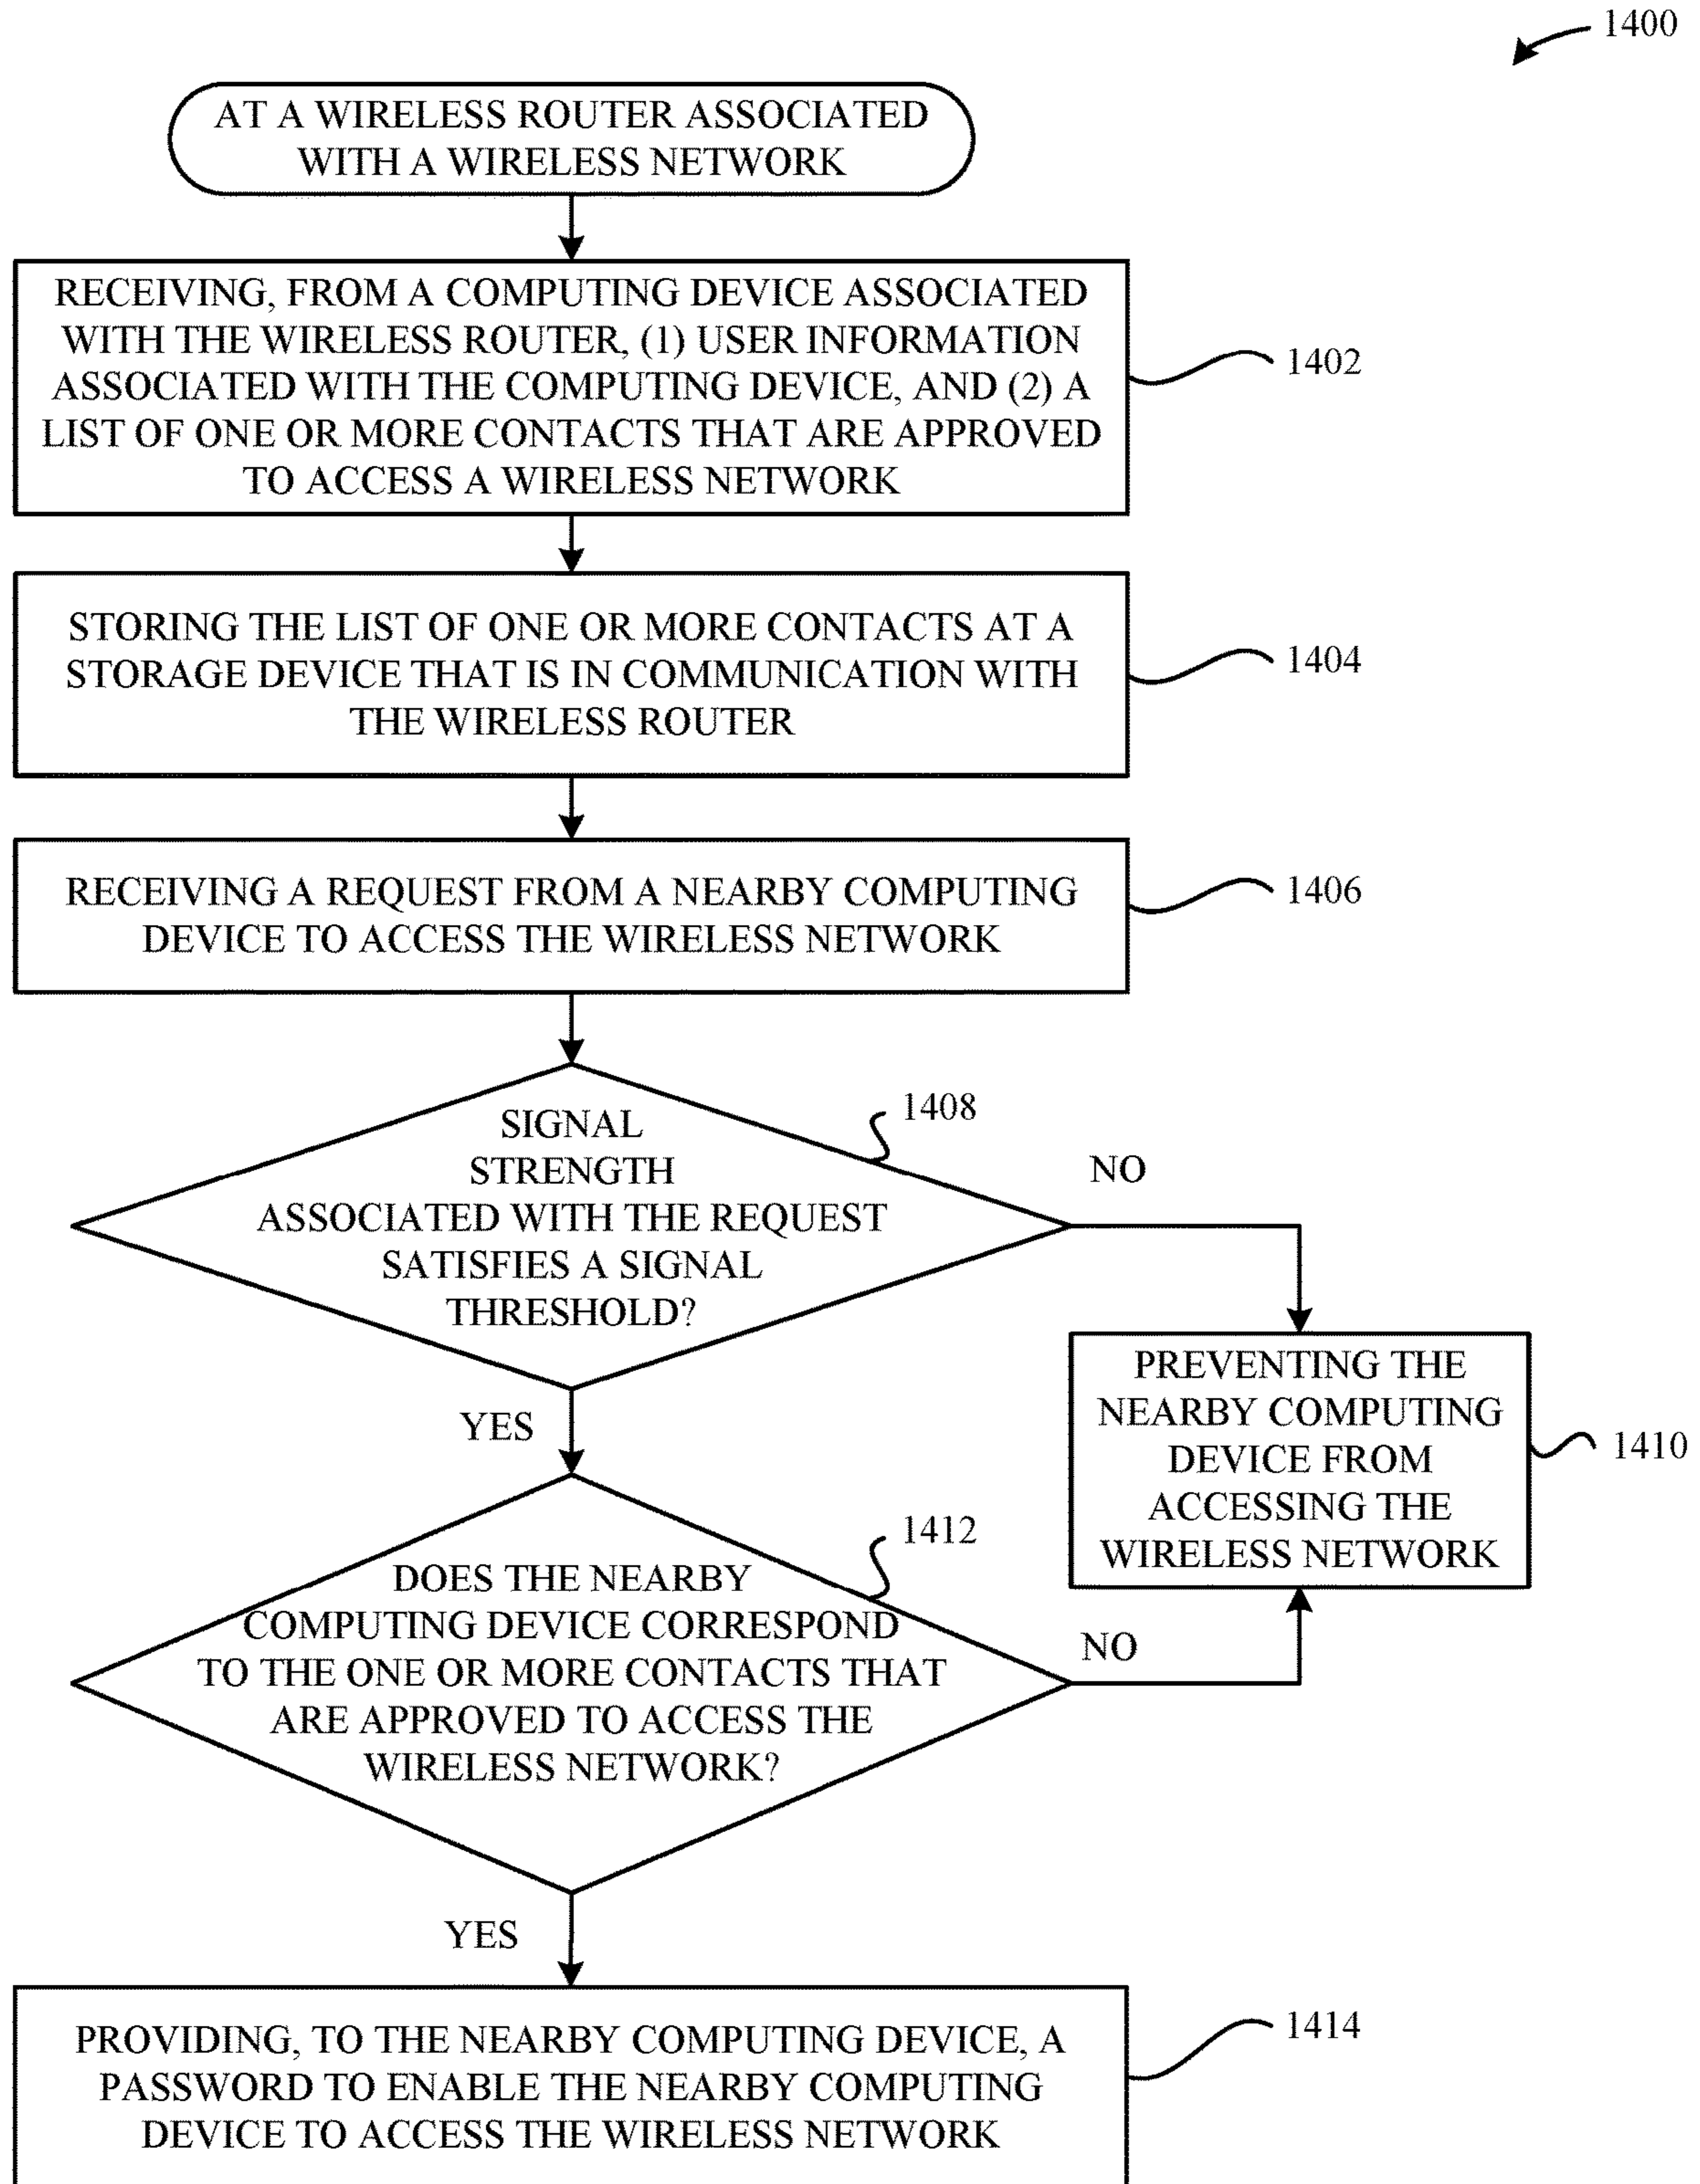 1400
AT A WIRELESS ROUTER ASSOCIATED
WITH A WIRELESS NETWORK
RECEIVING, FROM A COMPUTING DEVICE ASSOCIATED
WITH THE WIRELESS ROUTER, (1) USER INFORMATION
ASSOCIATED WITH THE COMPUTING DEVICE, AND (2) A
LIST OF ONE OR MORE CONTACTS THAT ARE APPROVED
TO ACCESS A WIRELESS NETWORK
1402
STORING THE LIST OF ONE OR MORE CONTACTS AT A
STORAGE DEVICE THAT IS IN COMMUNICATION WITH
THE WIRELESS ROUTER
1404
RECEIVING A REQUEST FROM A NEARBY COMPUTING
DEVICE TO ACCESS THE WIRELESS NETWORK
1406
SIGNAL
STRENGTH
ASSOCIATED WITH THE REQUEST
SATISFIES A SIGNAL
THRESHOLD?
1408
NO
YES
PREVENTING THE
NEARBY COMPUTING
DEVICE FROM
ACCESSING THE
WIRELESS NETWORK
1410
DOES THE NEARBY
COMPUTING DEVICE CORRESPOND
TO THE ONE OR MORE CONTACTS THAT
ARE APPROVED TO ACCESS THE
WIRELESS NETWORK?
1412
NO
YES
PROVIDING, TO THE NEARBY COMPUTING DEVICE, A
PASSWORD TO ENABLE THE NEARBY COMPUTING
DEVICE TO ACCESS THE WIRELESS NETWORK
1414